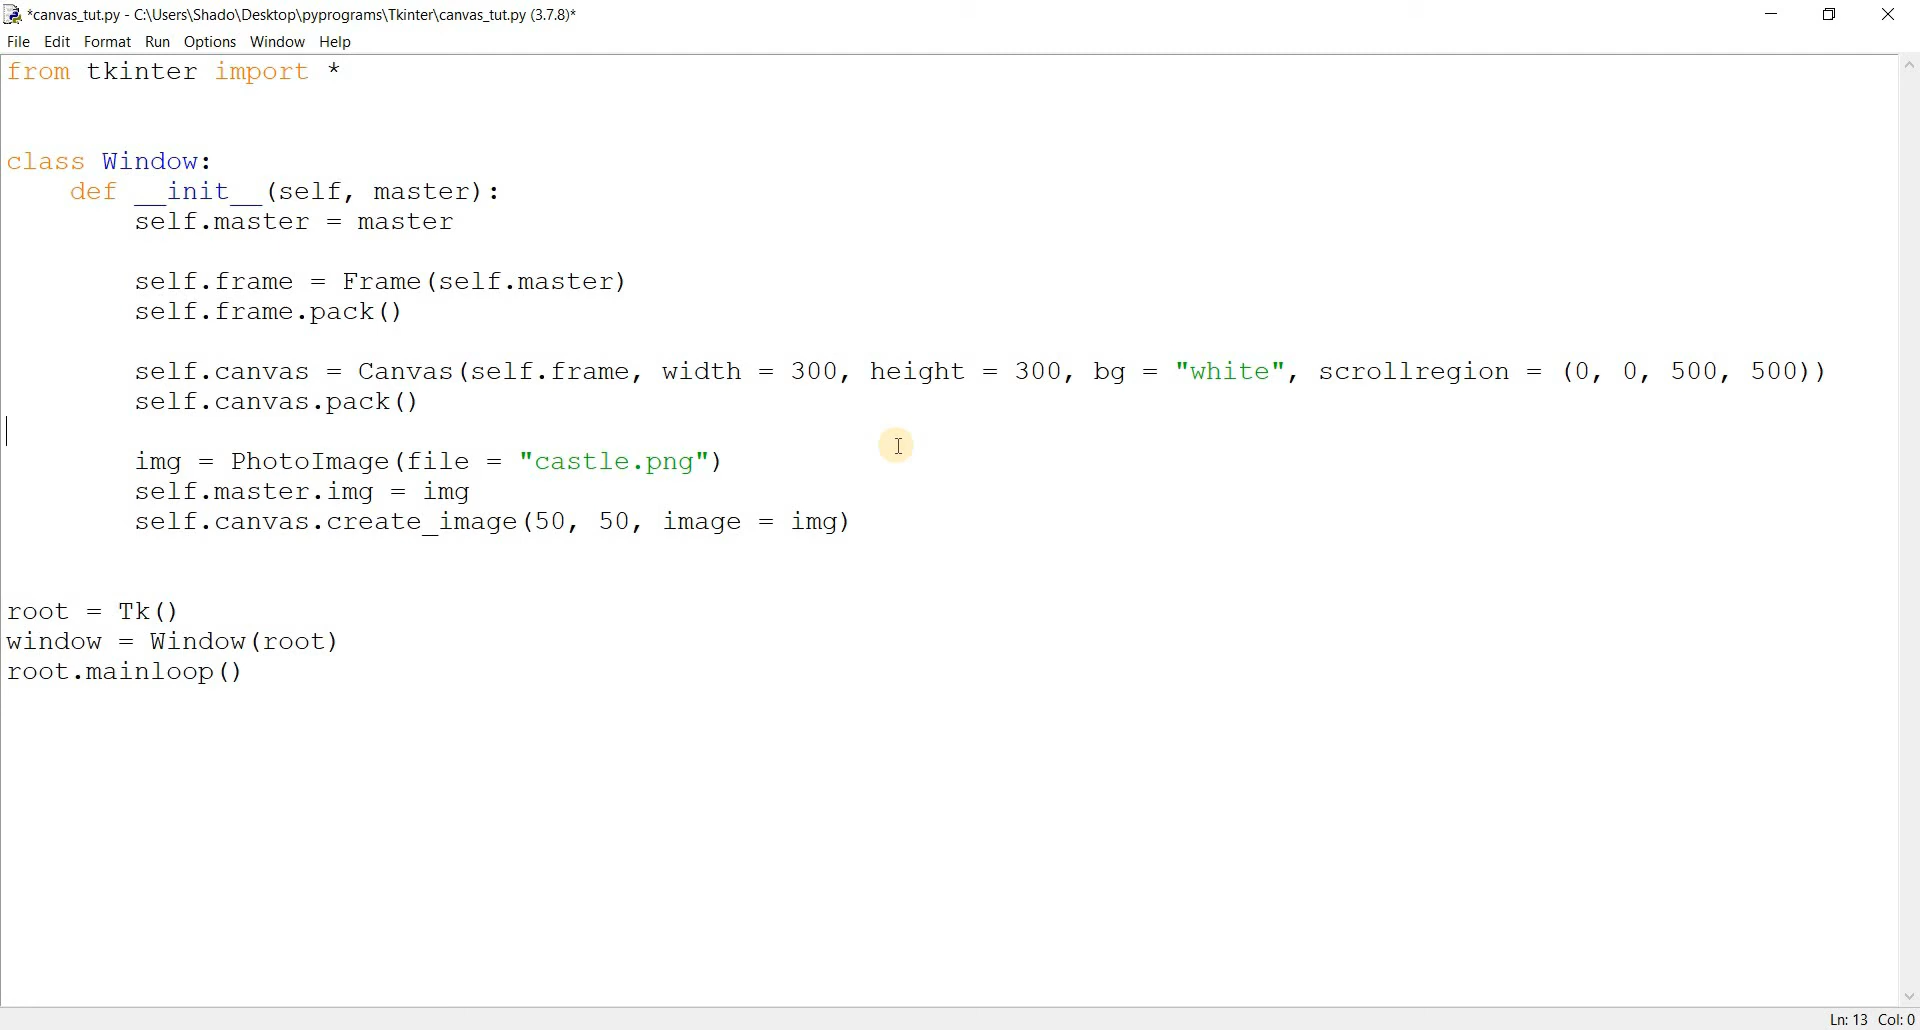 *canvas_tut.py - C:\Users\Shado\Desktop\pyprograms\Tkinter\canvas_tut.py (3.7.8)*
File Edit Format Run Options Window Help
from tkinter import *
class Window:
    def __init__(self, master):
        self.master = master
        self.frame = Frame(self.master)
        self.frame.pack()
        self.canvas = Canvas(self.frame, width = 300, height = 300, bg = "white", scrollregion = (0, 0, 500, 500))
        self.canvas.pack()
        img = PhotoImage(file = "castle.png")
        self.master.img = img
        self.canvas.create_image(50, 50, image = img)
root = Tk()
window = Window(root)
root.mainloop()
Ln: 13 Col: 0